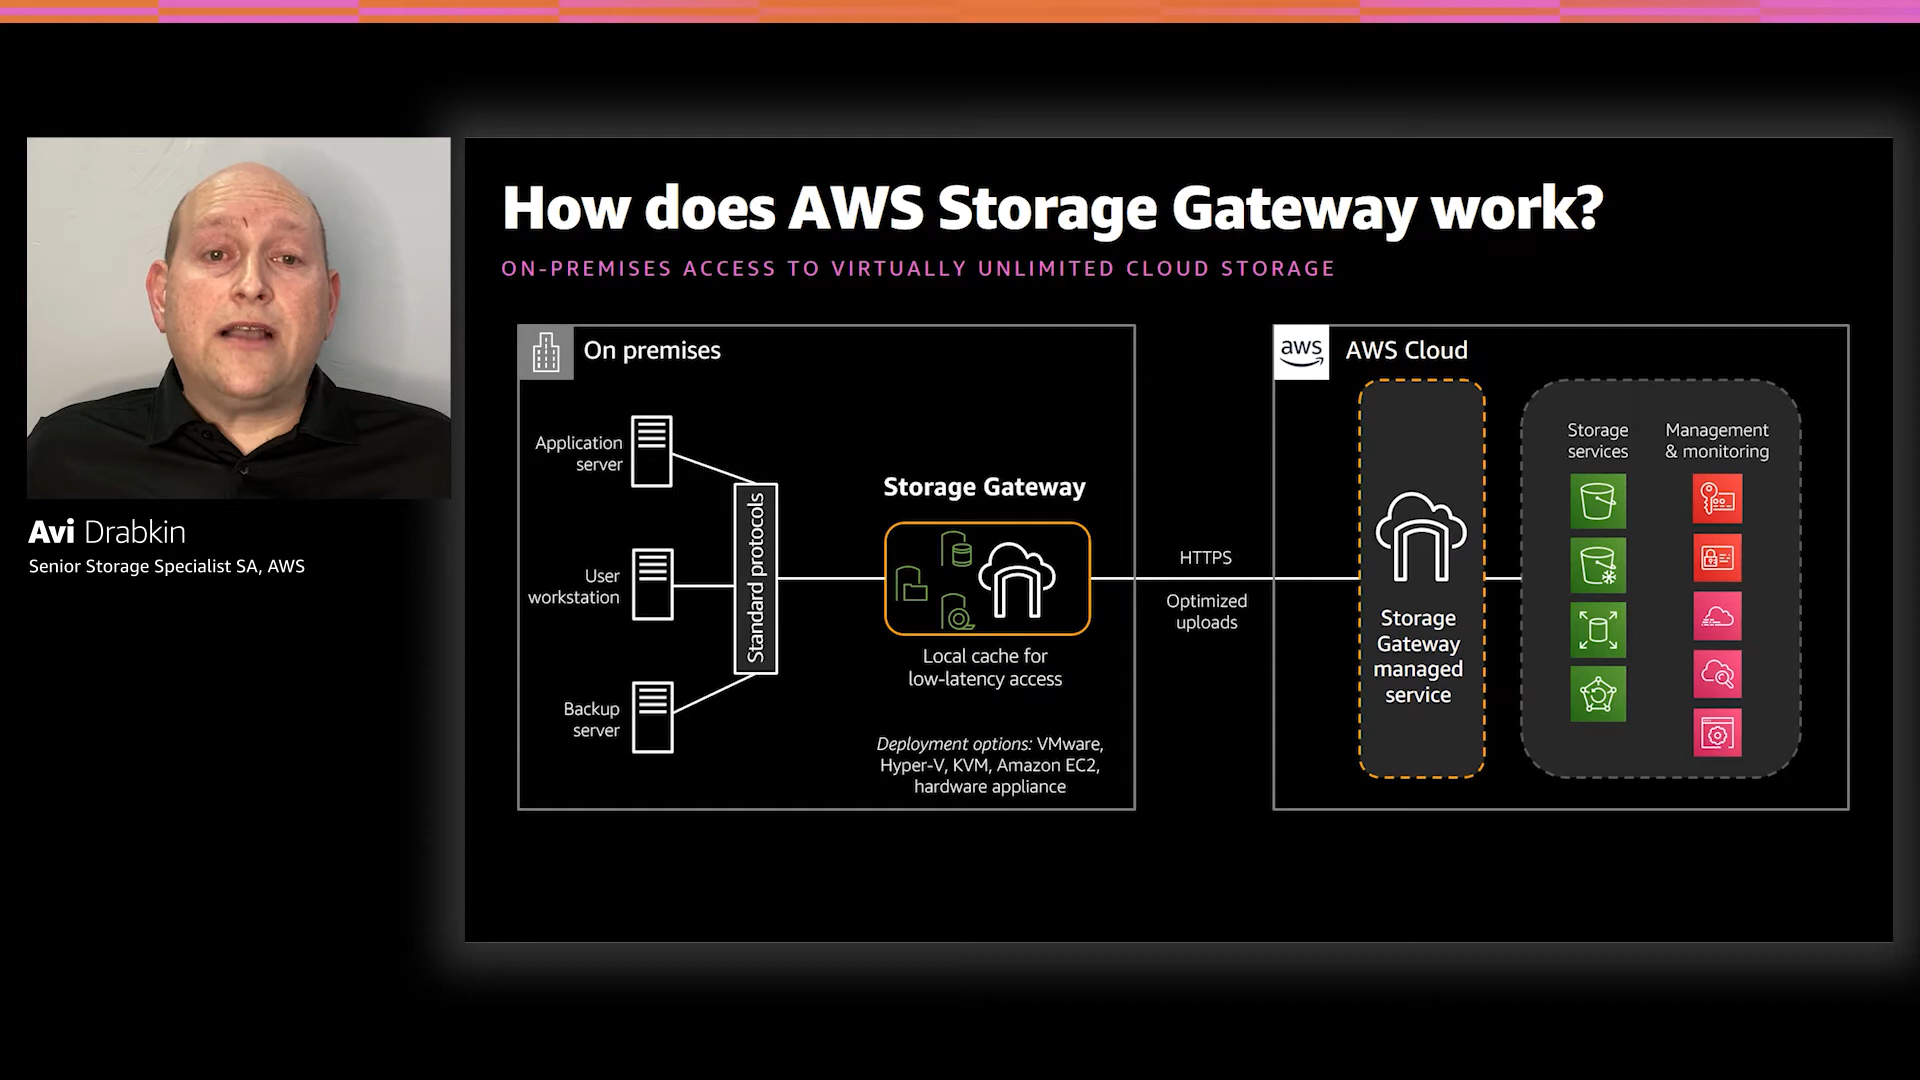 How does AWS Storage Gateway work?
ON-PREMISES ACCESS TO VIRTUALLY UNLIMITED CLOUD STORAGE
Avi Drabkin
Senior Storage Specialist SA, AWS
On premises
Application
server
User
workstation
Backup
server
Standard protocols
Storage Gateway
Local cache for
low-latency access
Deployment options: VMware,
Hyper-V, KVM, Amazon EC2,
hardware appliance
HTTPS
Optimized
uploads
aws
AWS Cloud
Storage
Gateway
managed
service
Storage
services
Management
& monitoring